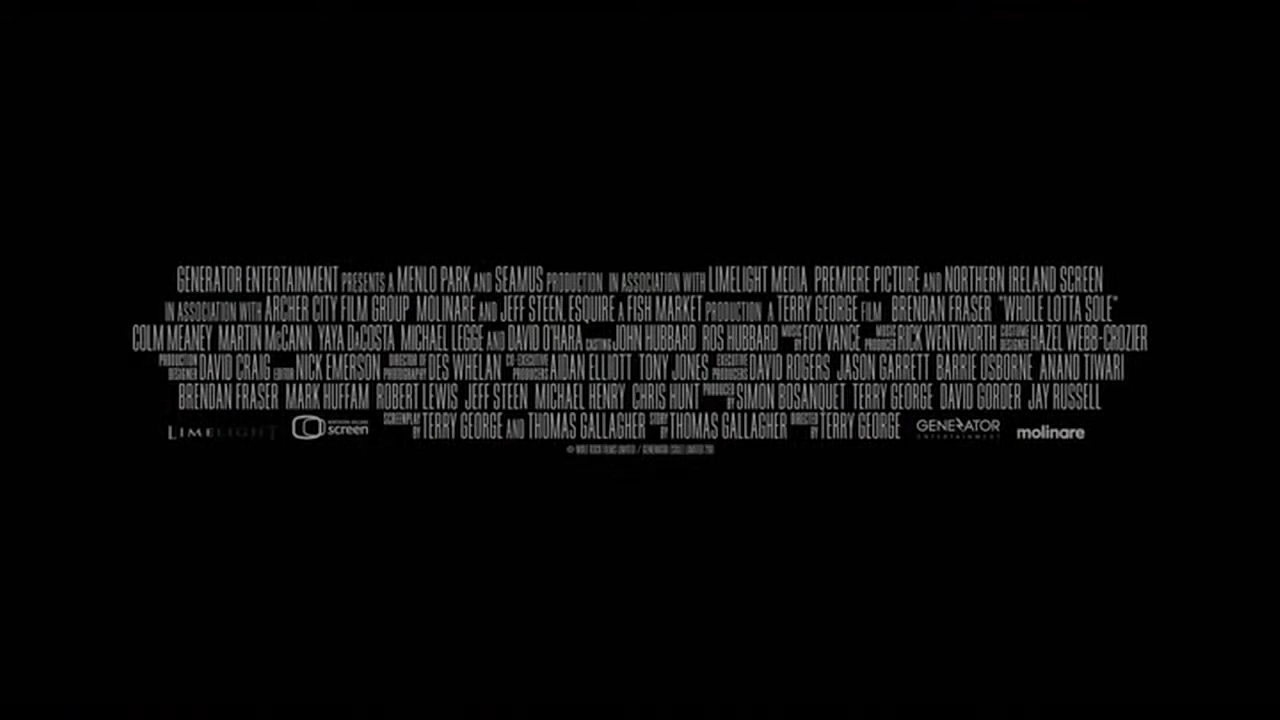 GENERATOR ENTERTAINMENT PRESENTS A MENLO PARK AND SEAMUS PRODUCTION IN ASSOCIATION WITH LIMELIGHT MEDIA PREMIERE PICTURE AND NORTHERN IRELAND SCREEN
IN ASSOCIATION WITH ARCHER CITY FILM GROUP MOLINARE AND JEFF STEEN, ESQUIRE A FISH MARKET PRODUCTION A TERRY GEORGE FILM BRENDAN FRASER "WHOLE LOTTA SOLE"
COLM MEANEY MARTIN McCANN YAYA DaCOSTA MICHAEL LEGGE AND DAVID O'HARA CASTING JOHN HUBBARD ROS HUBBARD MUSIC BY FOY VANCE MUSIC PRODUCER RICK WENTWORTH COSTUME DESIGNER HAZEL WEBB-CROZIER
PRODUCTION DESIGNER DAVID CRAIG EDITOR NICK EMERSON DIRECTOR OF PHOTOGRAPHY DES WHELAN CO-EXECUTIVE PRODUCERS AIDAN ELLIOTT TONY JONES EXECUTIVE PRODUCERS DAVID ROGERS JASON GARRETT BARRIE OSBORNE ANAND TIWARI
BRENDAN FRASER MARK HUFFAM ROBERT LEWIS JEFF STEEN MICHAEL HENRY CHRIS HUNT PRODUCED BY SIMON BOSANQUET TERRY GEORGE DAVID GORDER JAY RUSSELL
LIMELIGHT NORTHERN IRELAND screen SCREENPLAY BY TERRY GEORGE AND THOMAS GALLAGHER STORY BY THOMAS GALLAGHER DIRECTED BY TERRY GEORGE GENERATOR ENTERTAINMENT molinare